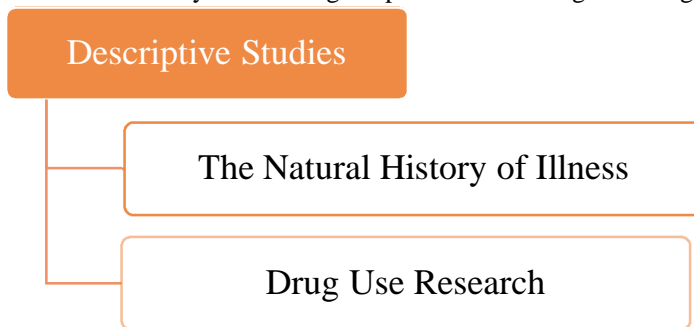 Descriptive Studies
The Natural History of Illness
Drug Use Research